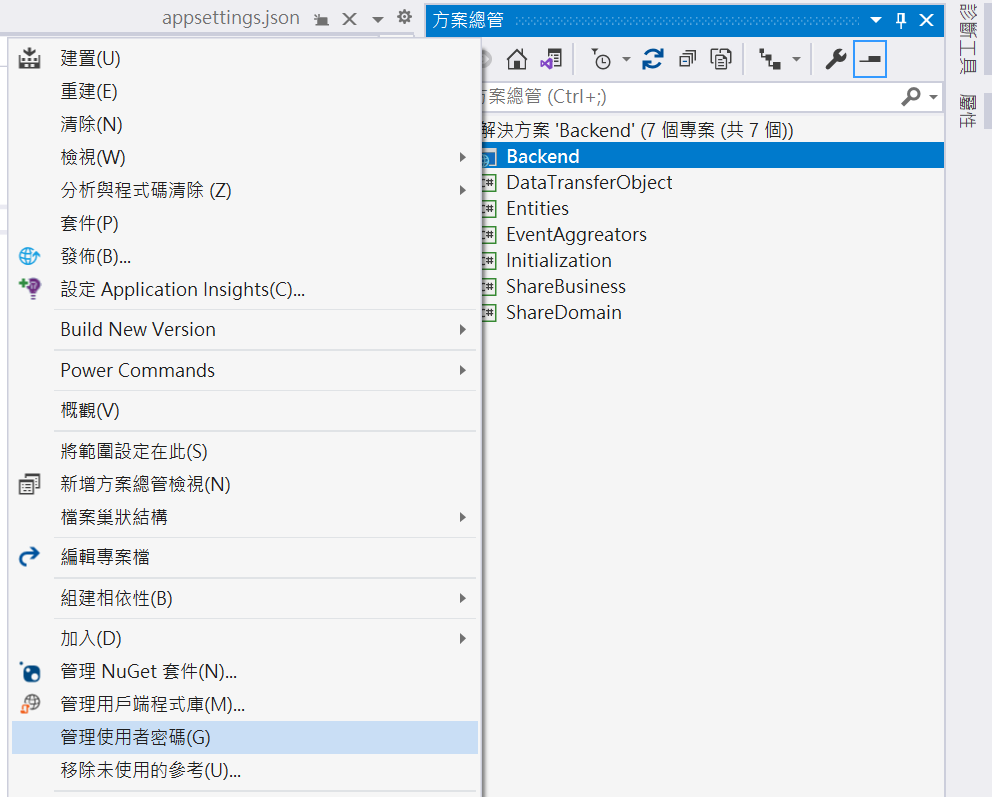 appsettings.json
方案總管
建置(U)
重建(E)
清除(N)
檢視(W)
分析與程式碼清除 (Z)
套件(P)
發佈(B)...
設定 Application Insights(C)...
Build New Version
Power Commands
概觀(V)
將範圍設定在此(S)
新增方案總管檢視(N)
檔案巢狀結構
編輯專案檔
組建相依性(B)
加入(D)
管理 NuGet 套件(N)...
管理用戶端程式庫(M)...
管理使用者密碼(G)
移除未使用的參考(U)...
方案總管 (Ctrl+;)
解決方案 'Backend' (7 個專案 (共 7 個))
Backend
DataTransferObject
Entities
EventAggreators
Initialization
ShareBusiness
ShareDomain
診斷工具
屬性